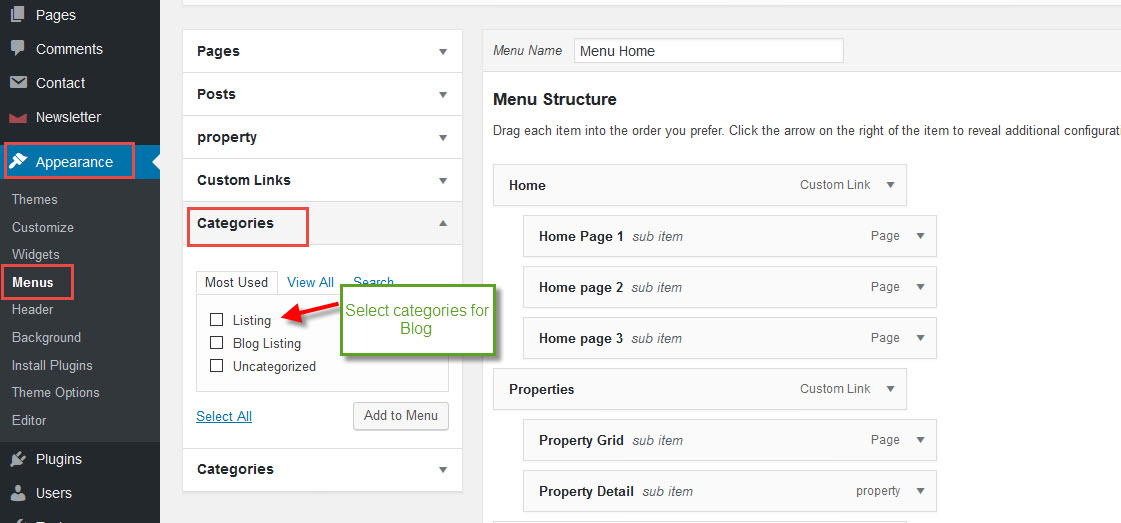 Pages
Comments
Contact
Newsletter
Appearance
Themes
Customize
Widgets
Menus
Header
Background
Install Plugins
Theme Options
Editor
Plugins
Users
Pages
Posts
property
Custom Links
Categories
Most Used View All Search
Listing
Blog Listing
Uncategorized
Select All Add to Menu
Categories
Select categories for
Blog
Menu Name Menu Home
Menu Structure
Drag each item into the order you prefer. Click the arrow on the right of the item to reveal additional configurati
Home Custom Link
Home Page 1 sub item Page
Home page 2 sub item Page
Home page 3 sub item Page
Properties Custom Link
Property Grid sub item Page
Property Detail sub item property